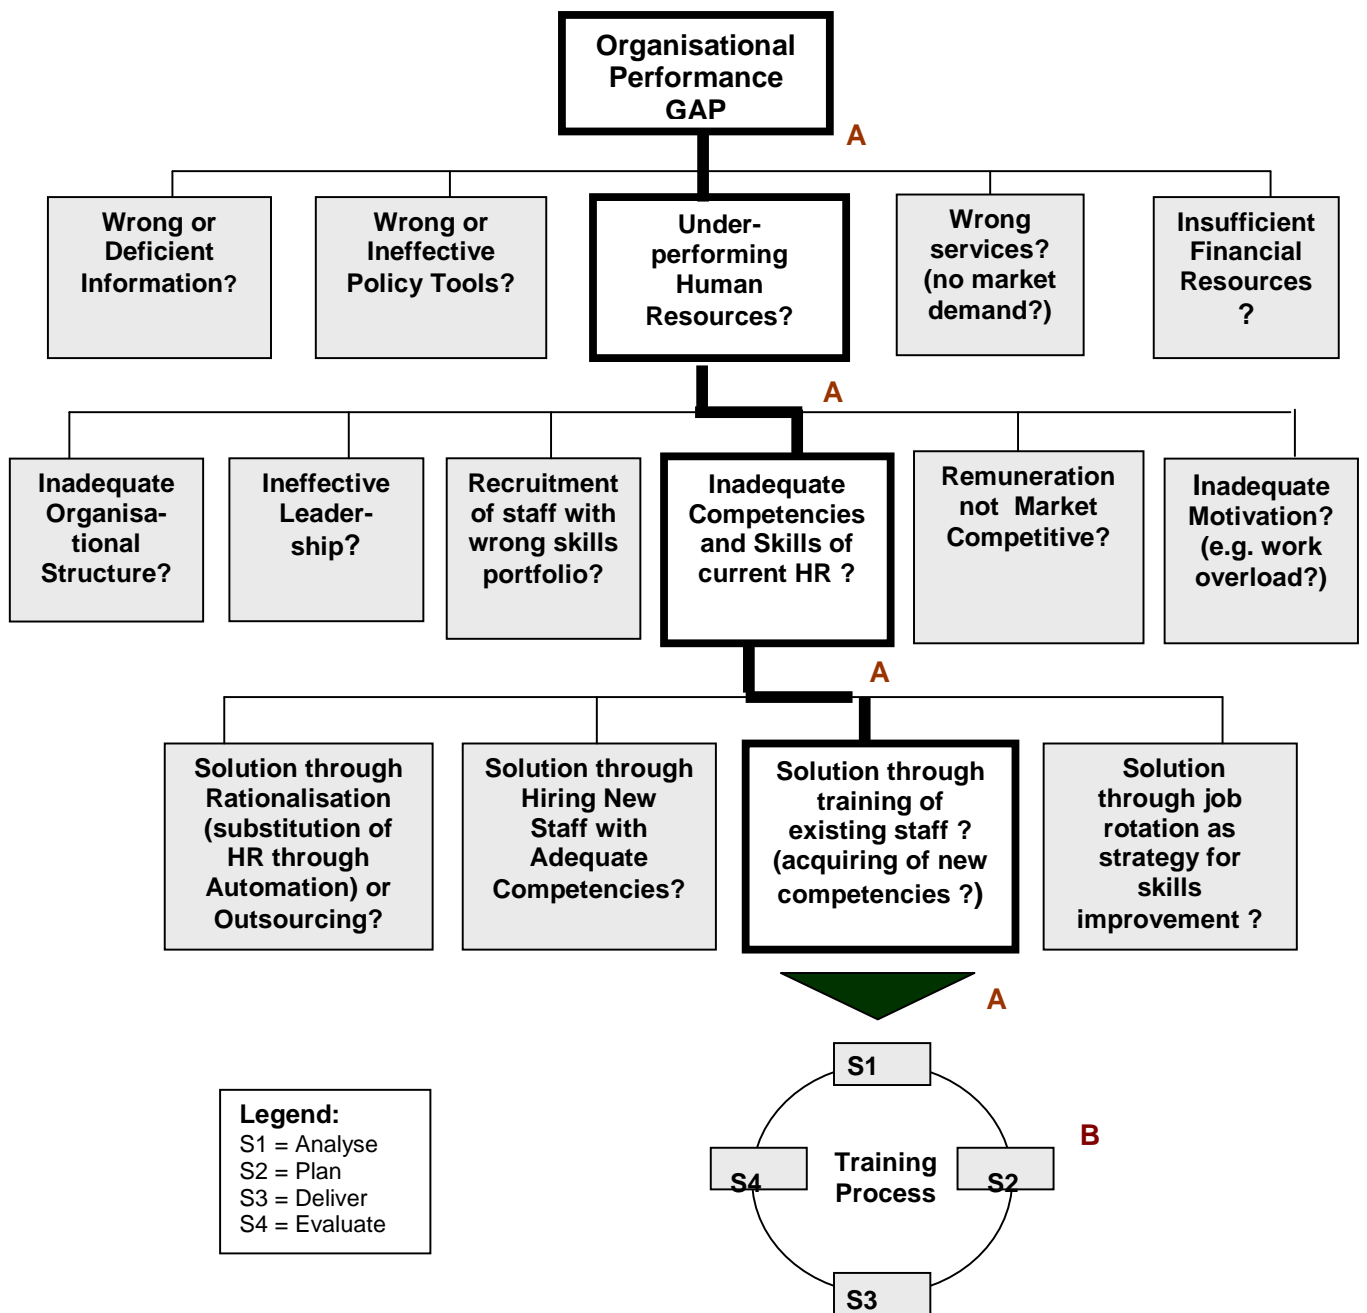 Organisational
Performance
GAP
A
Wrong or
Deficient
Information?
Wrong or
Ineffective
Policy Tools?
Under-
performing
Human
Resources?
Wrong
services?
(no market
demand?)
Insufficient
Financial
Resources
?
A
Inadequate
Organisa-
tional
Structure?
Ineffective
Leader-
ship?
Recruitment
of staff with
wrong skills
portfolio?
Inadequate
Competencies
and Skills of
current HR ?
Remuneration
not Market
Competitive?
Inadequate
Motivation?
(e.g. work
overload?)
A
Solution through
Rationalisation
(substitution of
HR through
Automation) or
Outsourcing?
Solution through
Hiring New
Staff with
Adequate
Competencies?
Solution through
training of
existing staff ?
(acquiring of new
competencies ?)
Solution
through job
rotation as
strategy for
skills
improvement ?
A
S1
B
Training
Process
S4
S2
S3
Legend:
S1 = Analyse
S2 = Plan
S3 = Deliver
S4 = Evaluate